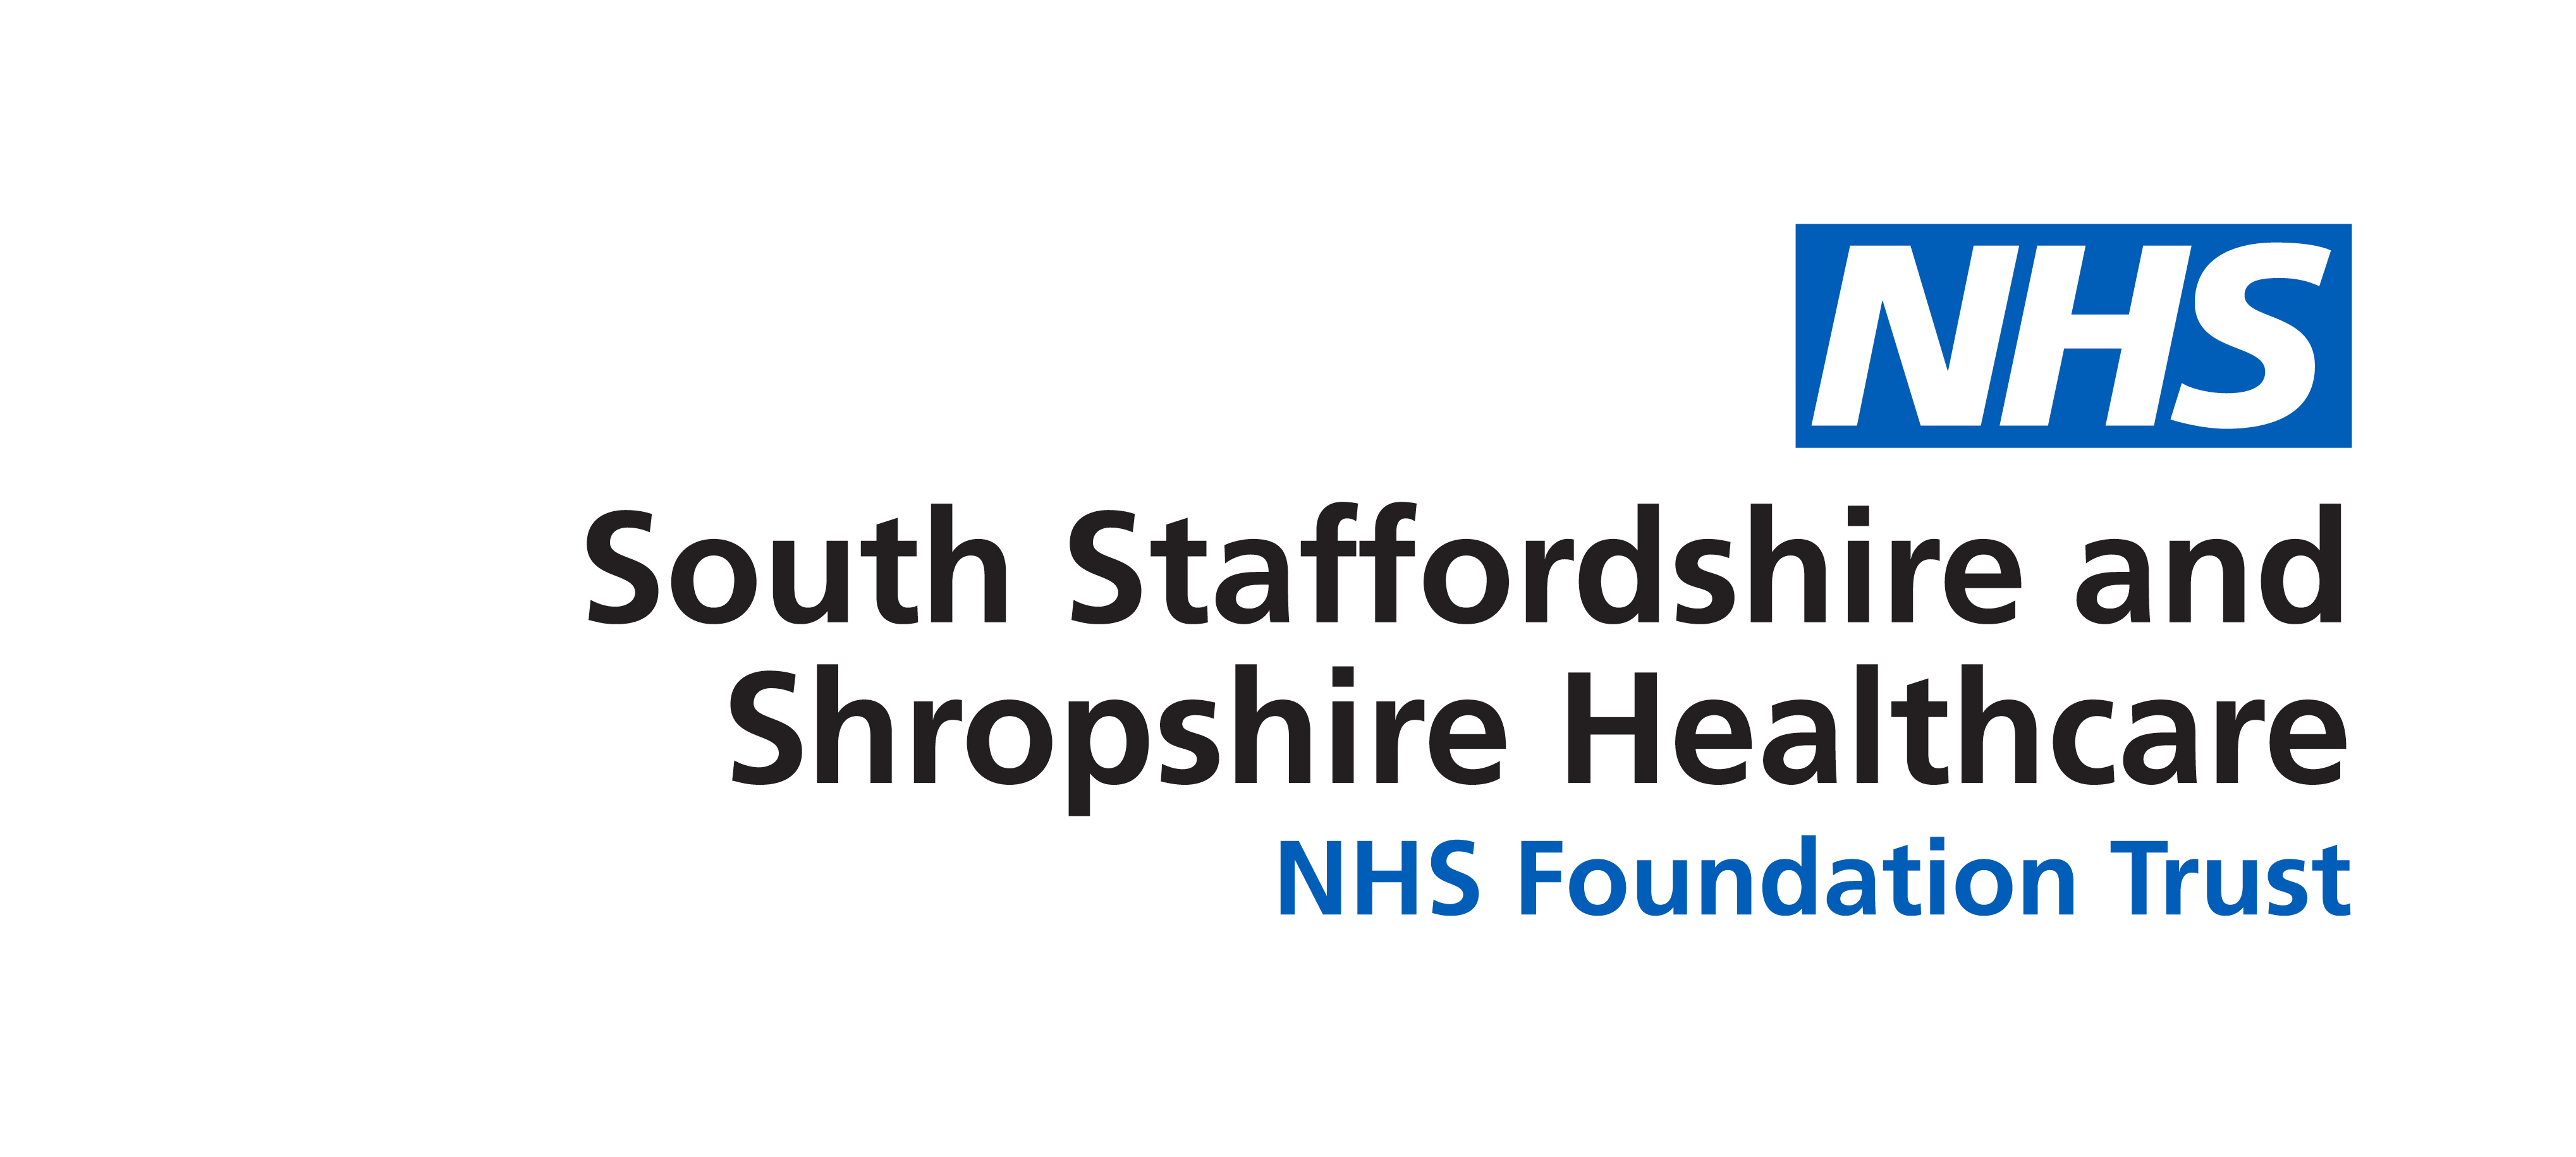 NHS
South Staffordshire and
Shropshire Healthcare
NHS Foundation Trust